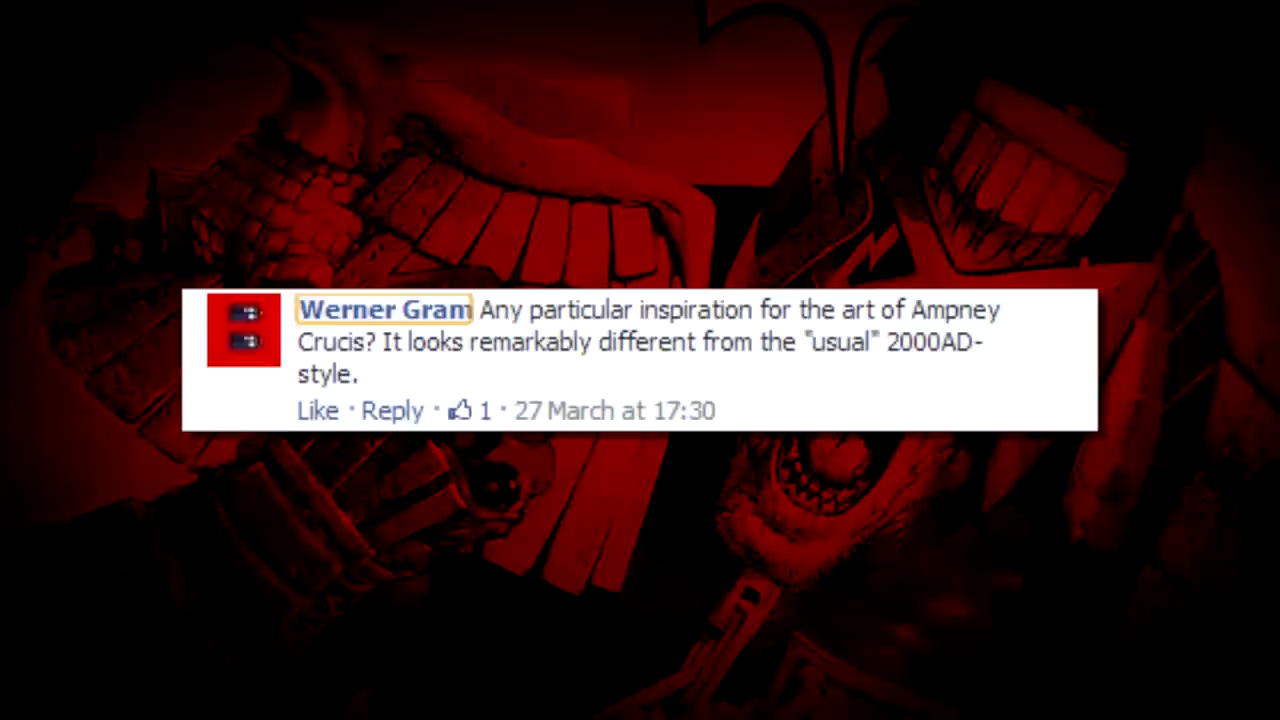 Werner Gram Any particular inspiration for the art of Ampney
Crucis? It looks remarkably different from the "usual" 2000AD-
style.
Like · Reply · 1 · 27 March at 17:30